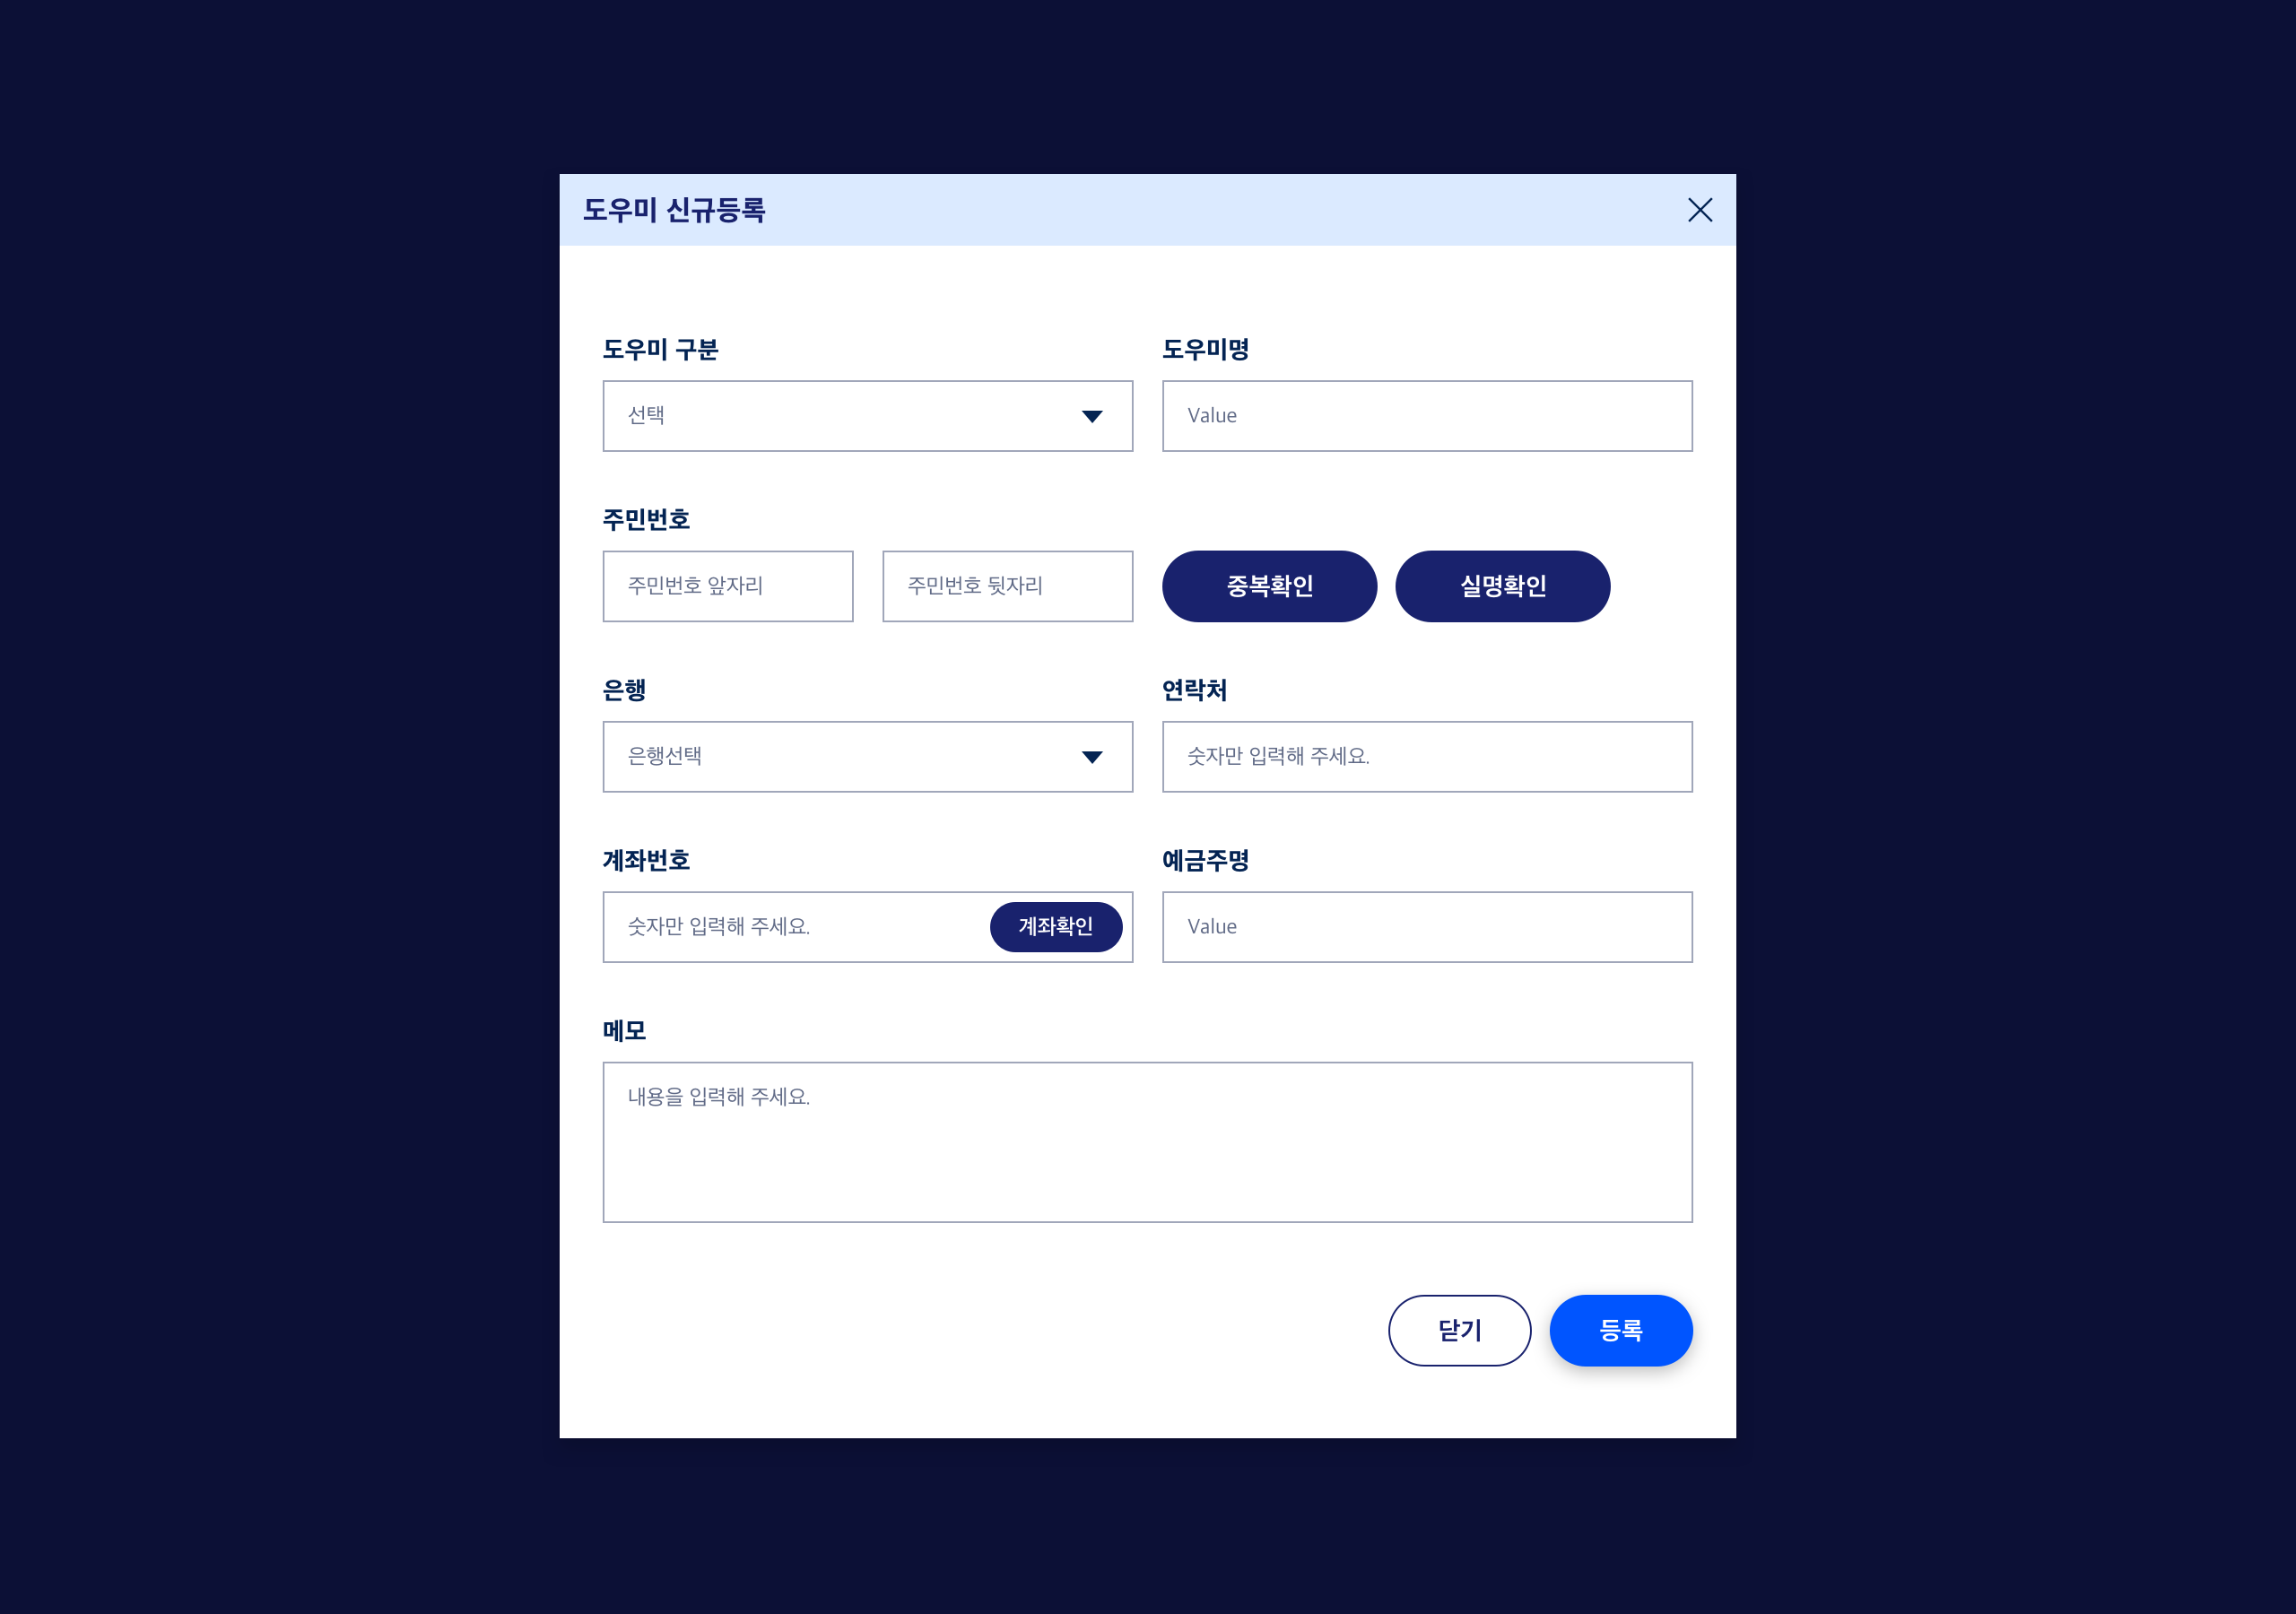 도우미 신규등록
도우미 구분
선택
도우미명
Value
주민번호
주민번호 앞자리
주민번호 뒷자리
중복확인
실명확인
은행
은행선택
연락처
숫자만 입력해 주세요.
계좌번호
숫자만 입력해 주세요.
계좌확인
예금주명
Value
메모
내용을 입력해 주세요.
닫기
등록